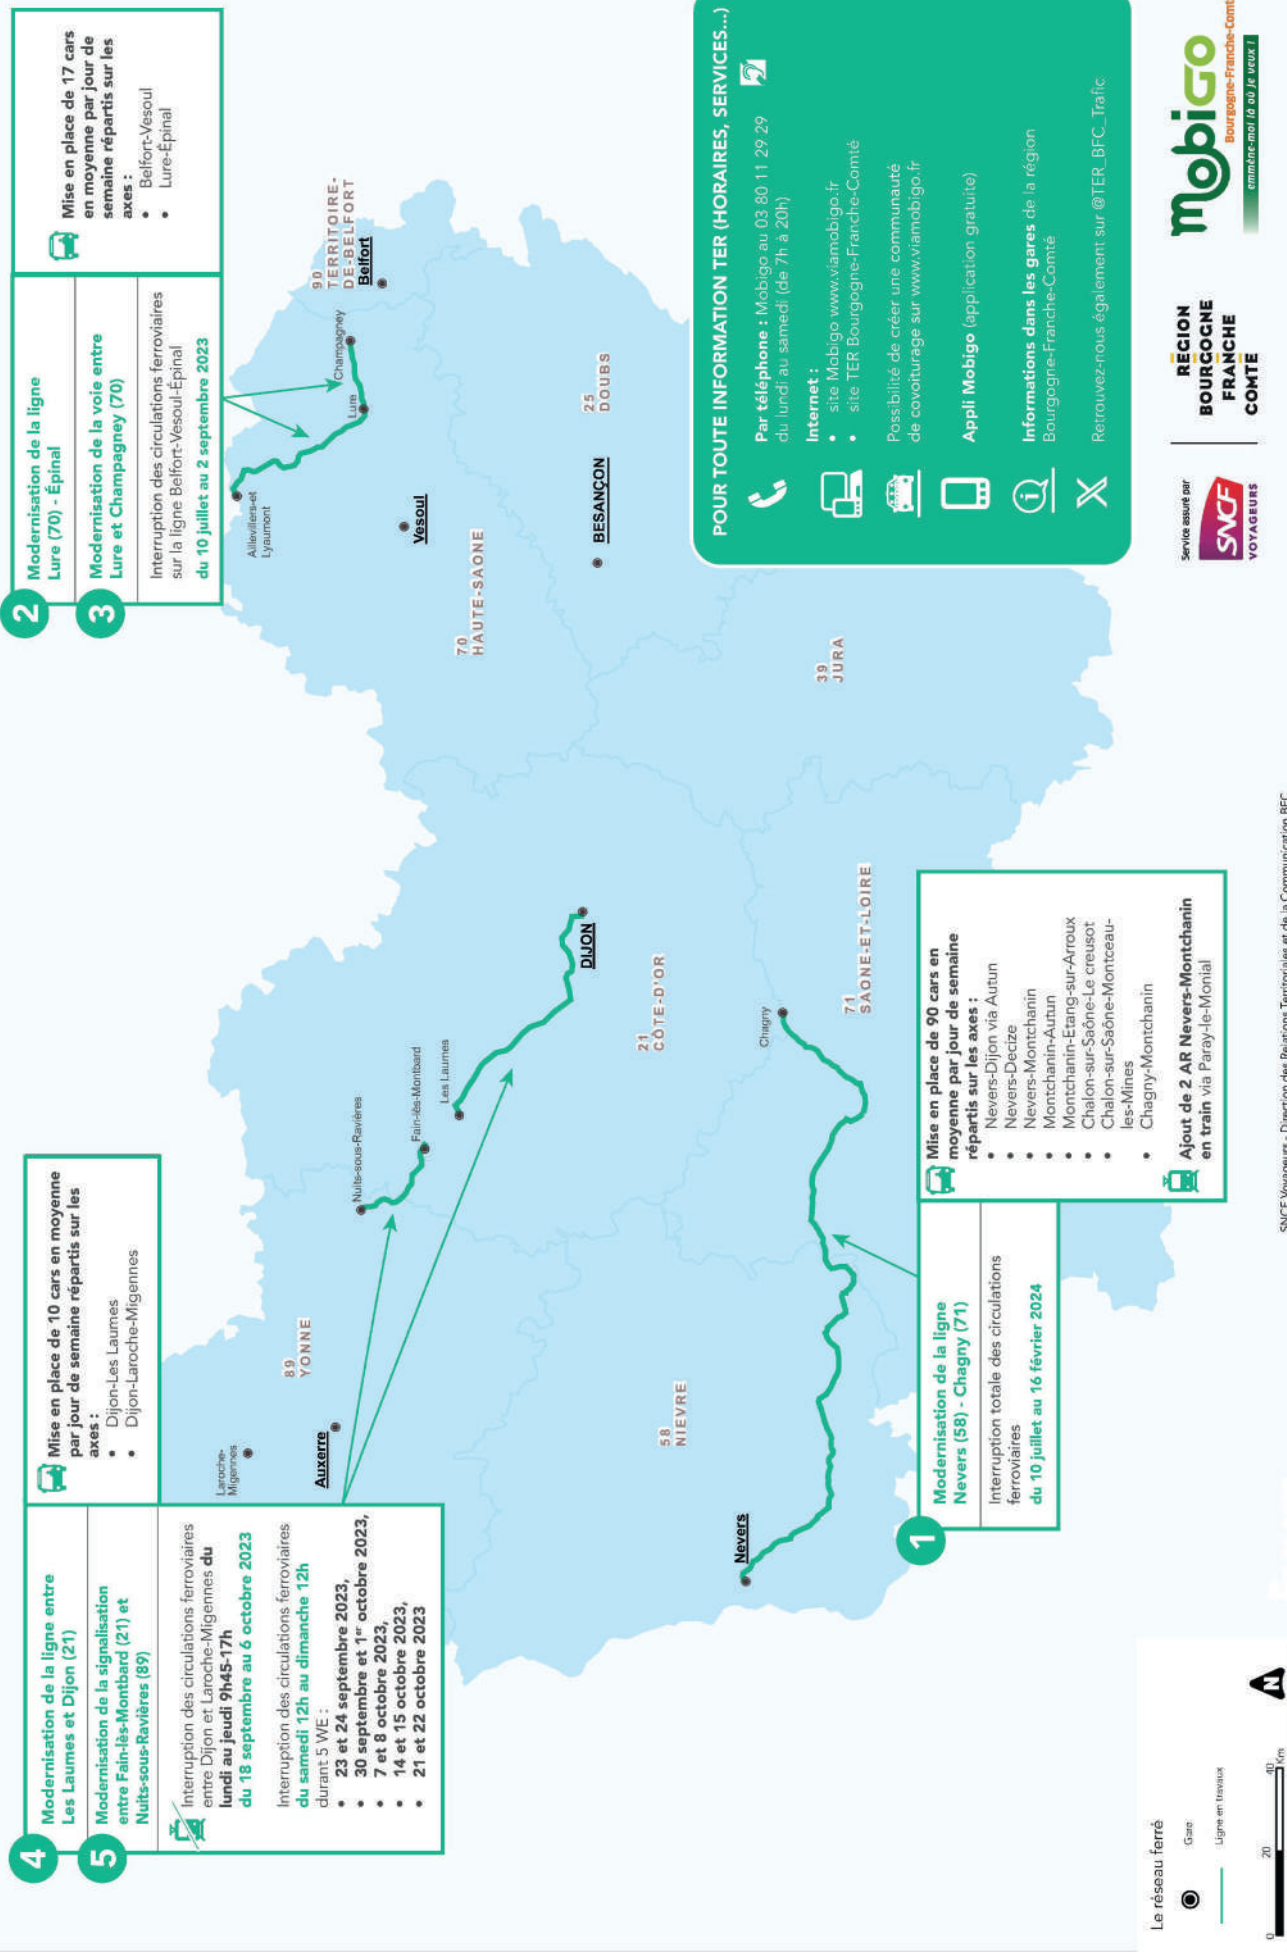 4
Modernisation de la ligne entre
Les Laumes et Dijon (21)
5
Modernisation de la signalisation
entre Fain-lès-Montbard (21) et
Nuits-sous-Ravières (89)
Interruption des circulations ferroviaires
entre Dijon et Laroche-Migennes du
lundi au jeudi 9h45-17h
du 18 septembre au 6 octobre 2023
Interruption des circulations ferroviaires
du samedi 12h au dimanche 12h
durant 5 WE :
• 23 et 24 septembre 2023,
• 30 septembre et 1er octobre 2023,
• 7 et 8 octobre 2023,
• 14 et 15 octobre 2023,
• 21 et 22 octobre 2023
Mise en place de 10 cars en moyenne
par jour de semaine répartis sur les
axes :
• Dijon-Les Laumes
• Dijon-Laroche-Migennes
2
Modernisation de la ligne
Lure (70) - Épinal
3
Modernisation de la voie entre
Lure et Champagney (70)
Interruption des circulations ferroviaires
sur la ligne Belfort-Vesoul-Épinal
du 10 juillet au 2 septembre 2023
Mise en place de 17 cars
en moyenne par jour de
semaine répartis sur les
axes :
• Belfort-Vesoul
• Lure-Épinal
Laroche-
Migennes
Auxerre
89
YONNE
Nuits-sous-Ravières
Fain-lès-Montbard
Les Laumes
DIJON
21
CÔTE-D'OR
58
NIEVRE
Nevers
Chagny
71
SAONE-ET-LOIRE
Aillevillers-et
Lyaumont
Lure
Champagney
90
TERRITOIRE-
DE-BELFORT
Belfort
Vesoul
70
HAUTE-SAONE
BESANÇON
25
DOUBS
39
JURA
1
Modernisation de la ligne
Nevers (58) - Chagny (71)
Interruption totale des circulations
ferroviaires
du 10 juillet au 16 février 2024
Mise en place de 90 cars en
moyenne par jour de semaine
répartis sur les axes :
• Nevers-Dijon via Autun
• Nevers-Decize
• Nevers-Montchanin
• Montchanin-Autun
• Montchanin-Etang-sur-Arroux
• Chalon-sur-Saône-Le creusot
• Chalon-sur-Saône-Montceau-
les-Mines
• Chagny-Montchanin
Ajout de 2 AR Nevers-Montchanin
en train via Paray-le-Monial
POUR TOUTE INFORMATION TER (HORAIRES, SERVICES...)
Par téléphone : Mobigo au 03 80 11 29 29
du lundi au samedi (de 7h à 20h)
Internet :
• site Mobigo www.viamobigo.fr
• site TER Bourgogne-Franche-Comté
Possibilité de créer une communauté
de covoiturage sur www.viamobigo.fr
Appli Mobigo (application gratuite)
Informations dans les gares de la région
Bourgogne-Franche-Comté
Retrouvez-nous également sur @TER_BFC_Trafic
Le réseau ferré
Gare
Ligne en travaux
0 20 40
Km
N
SNCF Voyageurs - Direction des Relations Territoriales et de la Communication BFC
Service assuré par
SNCF
VOYAGEURS
RÉGION
BOURGOGNE
FRANCHE
COMTÉ
mobiGO
Bourgogne-Franche-Comt
emmène-moi là où je veux !